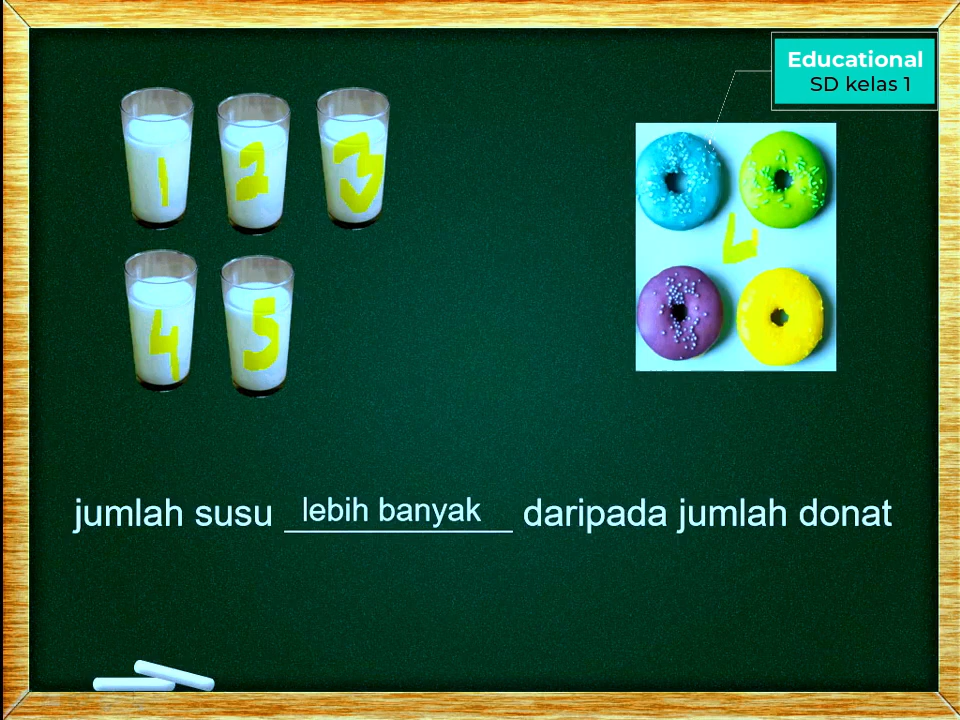 Educational
SD kelas 1
1 2 3
4
4 5
jumlah susu lebih banyak daripada jumlah donat